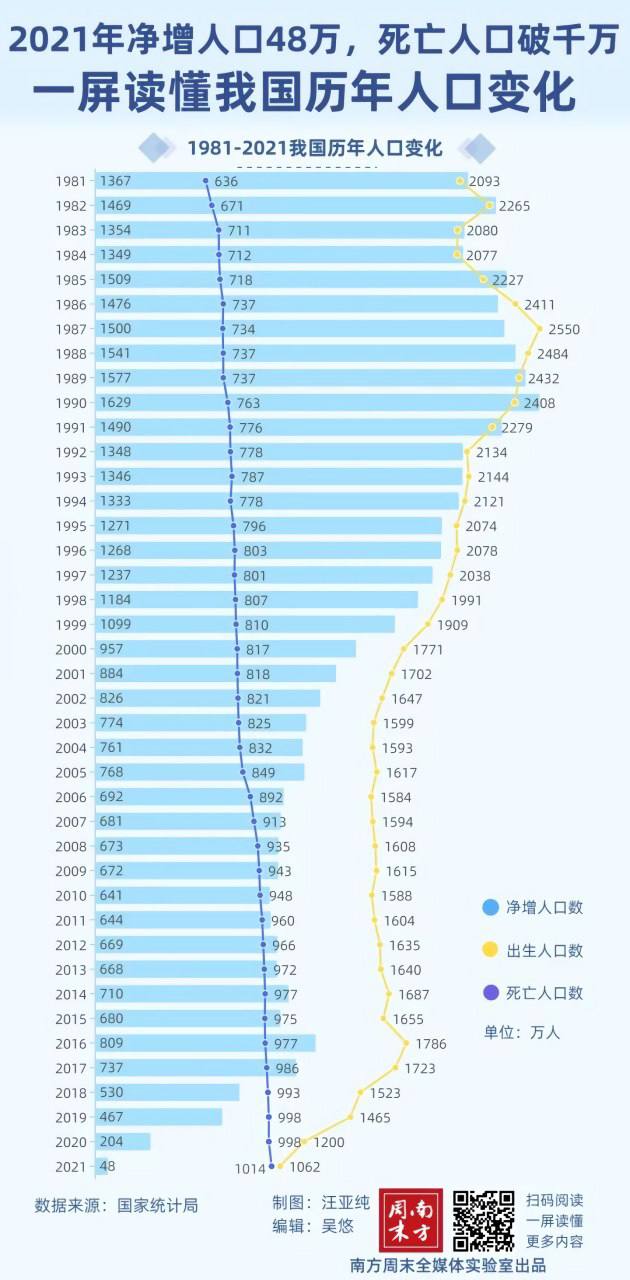 2021年净增人口48万，死亡人口破千万
一屏读懂我国历年人口变化
1981-2021我国历年人口变化
1981 1367 636 2093
1982 1469 671 2265
1983 1354 711 2080
1984 1349 712 2077
1985 1509 718 2227
1986 1476 737 2411
1987 1500 734 2550
1988 1541 737 2484
1989 1577 737 2432
1990 1629 763 2408
1991 1490 776 2279
1992 1348 778 2134
1993 1346 787 2144
1994 1333 778 2121
1995 1271 796 2074
1996 1268 803 2078
1997 1237 801 2038
1998 1184 807 1991
1999 1099 810 1909
2000 957 817 1771
2001 884 818 1702
2002 826 821 1647
2003 774 825 1599
2004 761 832 1593
2005 768 849 1617
2006 692 892 1584
2007 681 913 1594
2008 673 935 1608
2009 672 943 1615
2010 641 948 1588
2011 644 960 1604
2012 669 966 1635
2013 668 972 1640
2014 710 977 1687
2015 680 975 1655
2016 809 977 1786
2017 737 986 1723
2018 530 993 1523
2019 467 998 1465
2020 204 998 1200
2021 48 1014 1062
净增人口数
出生人口数
死亡人口数
单位：万人
数据来源：国家统计局
制图：汪亚纯
编辑：吴悠
南方
周末
扫码阅读
一屏读懂
更多内容
南方周末全媒体实验室出品